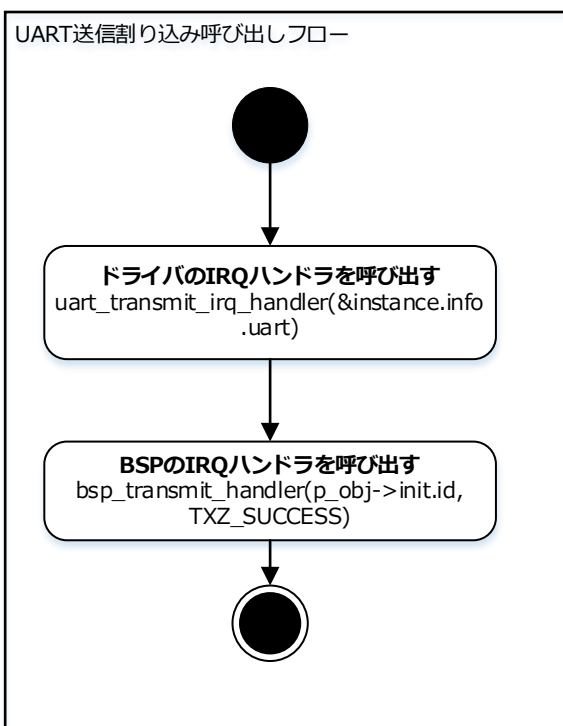 UART送信割り込み呼び出しフロー
ドライバのIRQハンドラを呼び出す
uart_transmit_irq_handler(&instance.info
.uart)
BSPのIRQハンドラを呼び出す
bsp_transmit_handler(p_obj->init.id,
TXZ_SUCCESS)